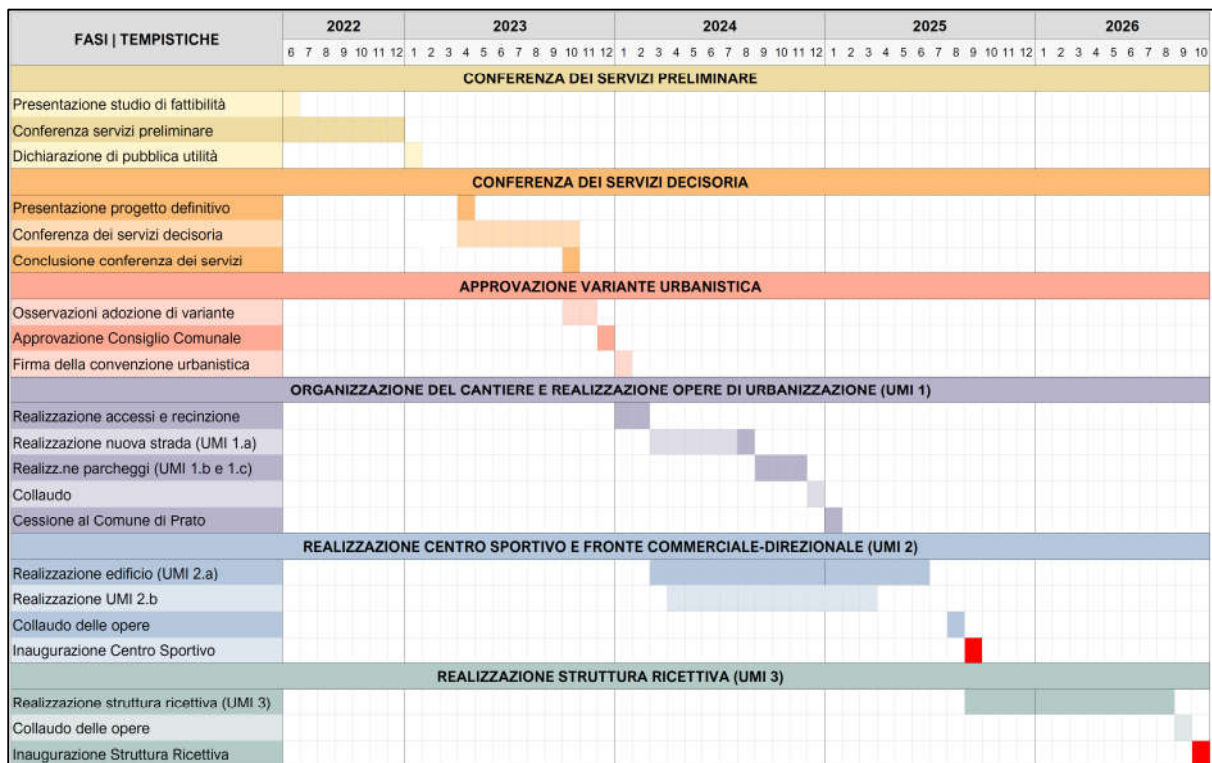 FASI | TEMPISTICHE
2022 2023 2024 2025 2026
6 7 8 9 10 11 12 1 2 3 4 5 6 7 8 9 10 11 12 1 2 3 4 5 6 7 8 9 10 11 12 1 2 3 4 5 6 7 8 9 10 11 12 1 2 3 4 5 6 7 8 9 10
CONFERENZA DEI SERVIZI PRELIMINARE
Presentazione studio di fattibilità
Conferenza servizi preliminare
Dichiarazione di pubblica utilità
CONFERENZA DEI SERVIZI DECISORIA
Presentazione progetto definitivo
Conferenza dei servizi decisoria
Conclusione conferenza dei servizi
APPROVAZIONE VARIANTE URBANISTICA
Osservazioni adozione di variante
Approvazione Consiglio Comunale
Firma della convenzione urbanistica
ORGANIZZAZIONE DEL CANTIERE E REALIZZAZIONE OPERE DI URBANIZZAZIONE (UMI 1)
Realizzazione accessi e recinzione
Realizzazione nuova strada (UMI 1.a)
Realizz.ne parcheggi (UMI 1.b e 1.c)
Collaudo
Cessione al Comune di Prato
REALIZZAZIONE CENTRO SPORTIVO E FRONTE COMMERCIALE-DIREZIONALE (UMI 2)
Realizzazione edificio (UMI 2.a)
Realizzazione UMI 2.b
Collaudo delle opere
Inaugurazione Centro Sportivo
REALIZZAZIONE STRUTTURA RICETTIVA (UMI 3)
Realizzazione struttura ricettiva (UMI 3)
Collaudo delle opere
Inaugurazione Struttura Ricettiva